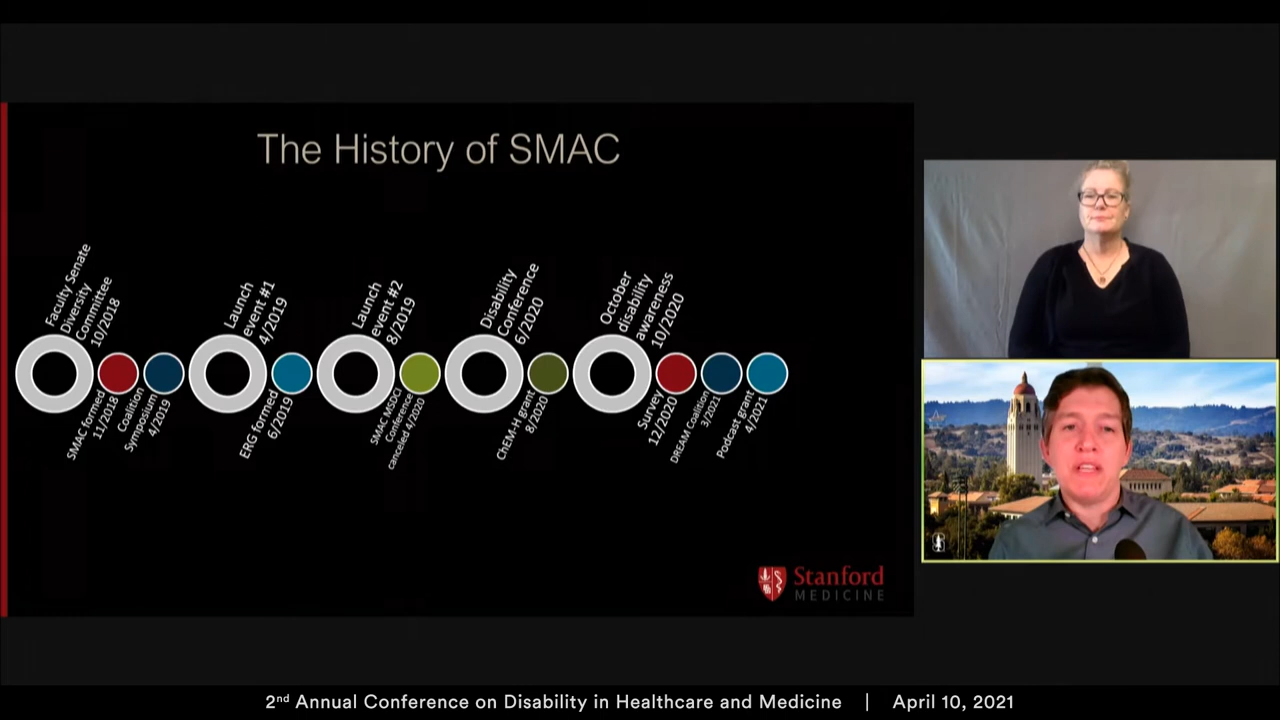 The History of SMAC
Faculty Senate
Diversity
Committee
10/2018
SMAC formed
11/2018
Coalition
Symposium
4/2019
Launch
event #1
4/2019
ERG formed
6/2019
Launch
event #2
8/2019
SMAC MSDCI
Conference
canceled 4/2020
Disability
Conference
6/2020
ChEM-H grant
8/2020
October
disability
awareness
10/2020
Survey
12/2020
DREAM Coalition
3/2021
Podcast grant
4/2021
Stanford
MEDICINE
2nd Annual Conference on Disability in Healthcare and Medicine | April 10, 2021